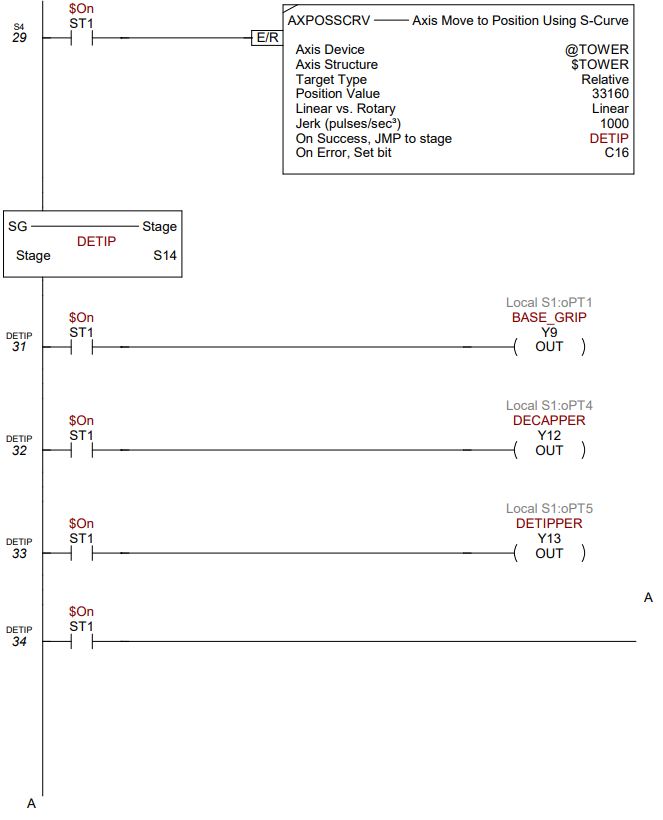 $On
S4 ST1
29 E/R
AXPOSSCRV Axis Move to Position Using S-Curve
Axis Device @TOWER
Axis Structure $TOWER
Target Type Relative
Position Value 33160
Linear vs. Rotary Linear
Jerk (pulses/sec³) 1000
On Success, JMP to stage DETIP
On Error, Set bit C16
SG Stage
DETIP
Stage S14
Local S1:oPT1
$On BASE_GRIP
DETIP ST1 Y9
31 ( OUT )
Local S1:oPT4
$On DECAPPER
DETIP ST1 Y12
32 ( OUT )
Local S1:oPT5
$On DETIPPER
DETIP ST1 Y13
33 ( OUT )
A
$On
DETIP ST1
34
A